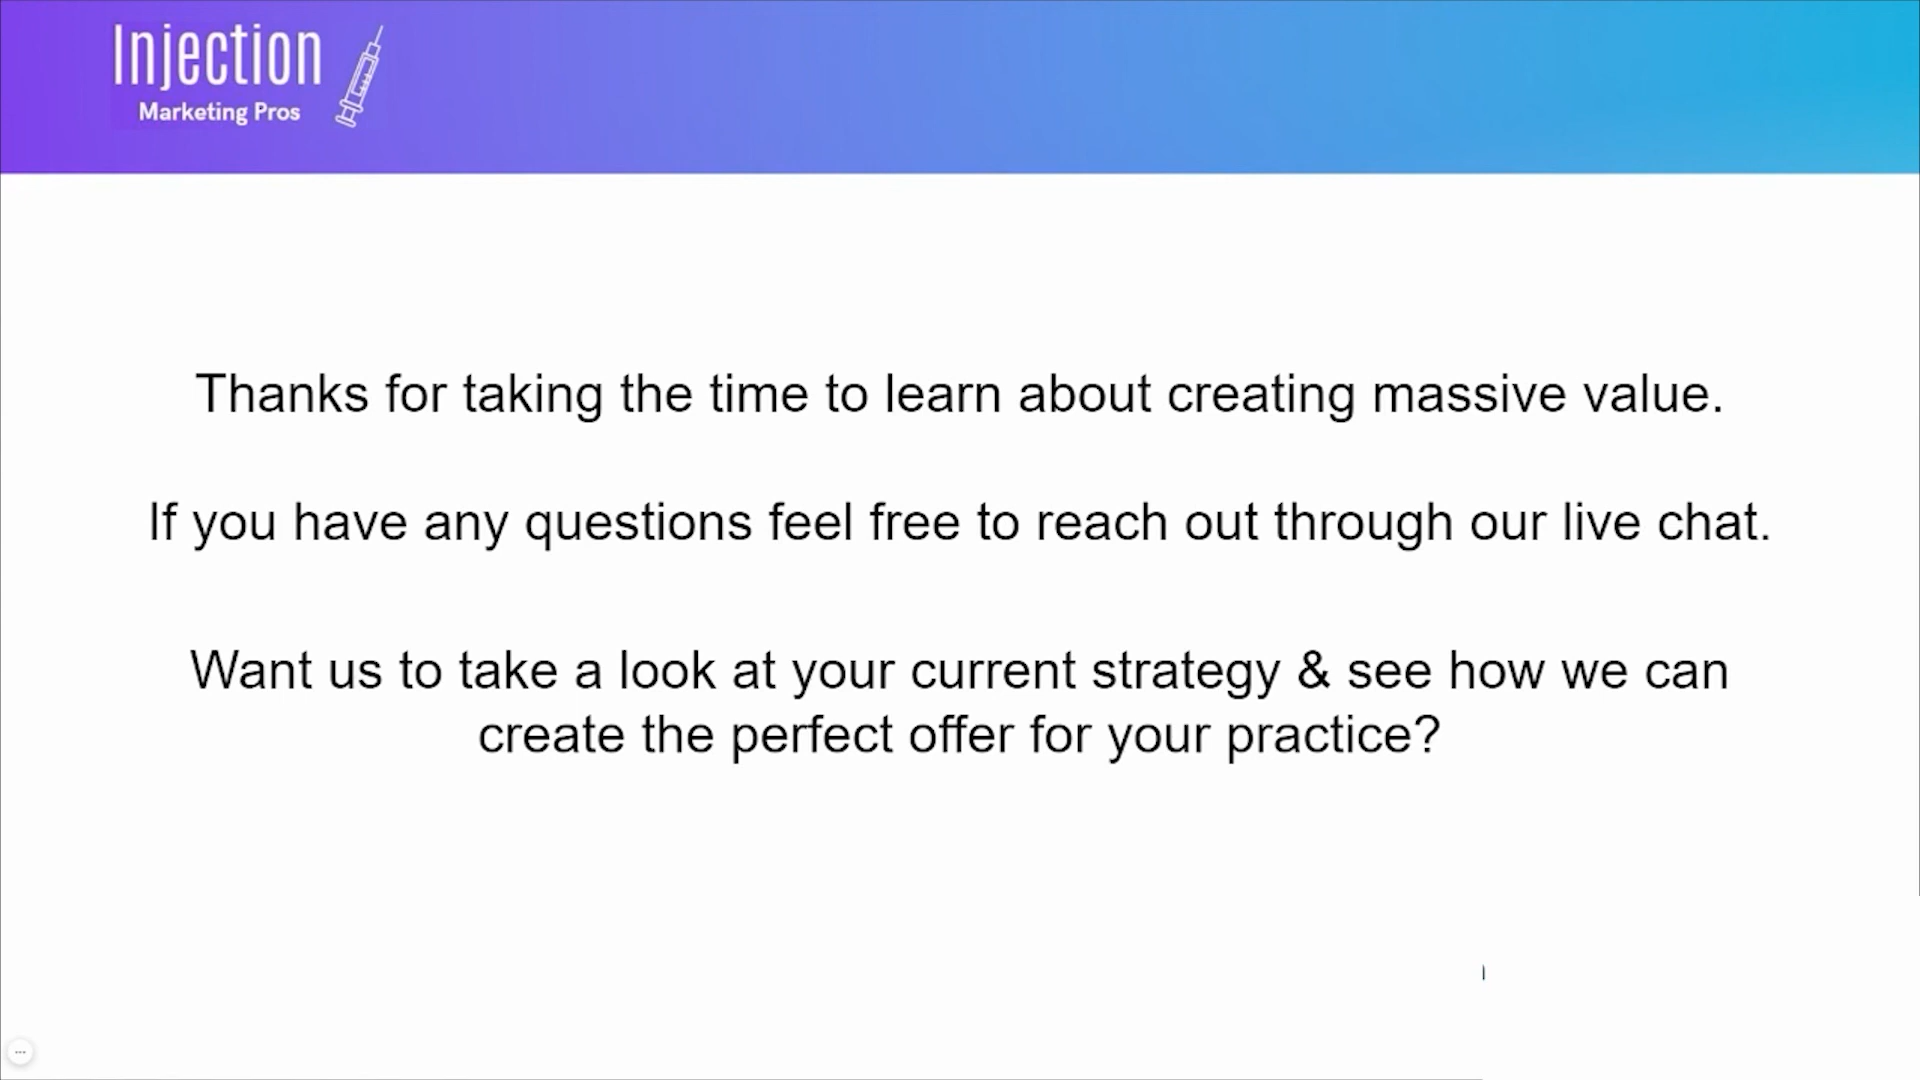 Injection
Marketing Pros
Thanks for taking the time to learn about creating massive value.
If you have any questions feel free to reach out through our live chat.
Want us to take a look at your current strategy & see how we can
create the perfect offer for your practice?